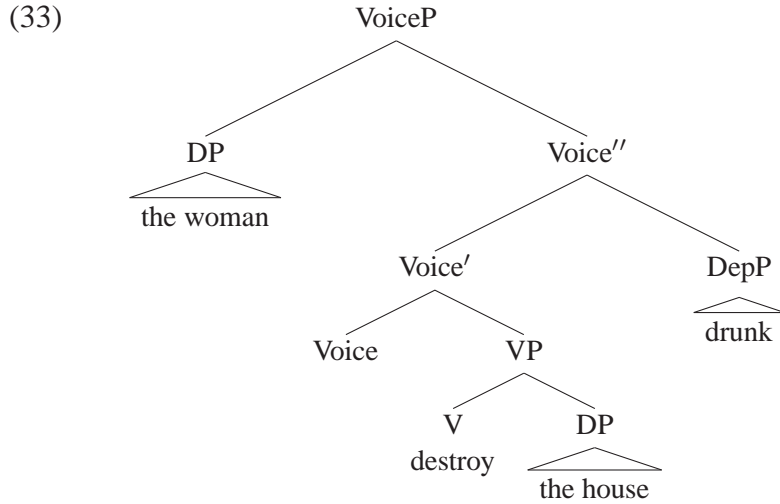 (33) VoiceP
DP Voice′′
the woman
Voice′ DepP
drunk
Voice VP
V DP
destroy
the house